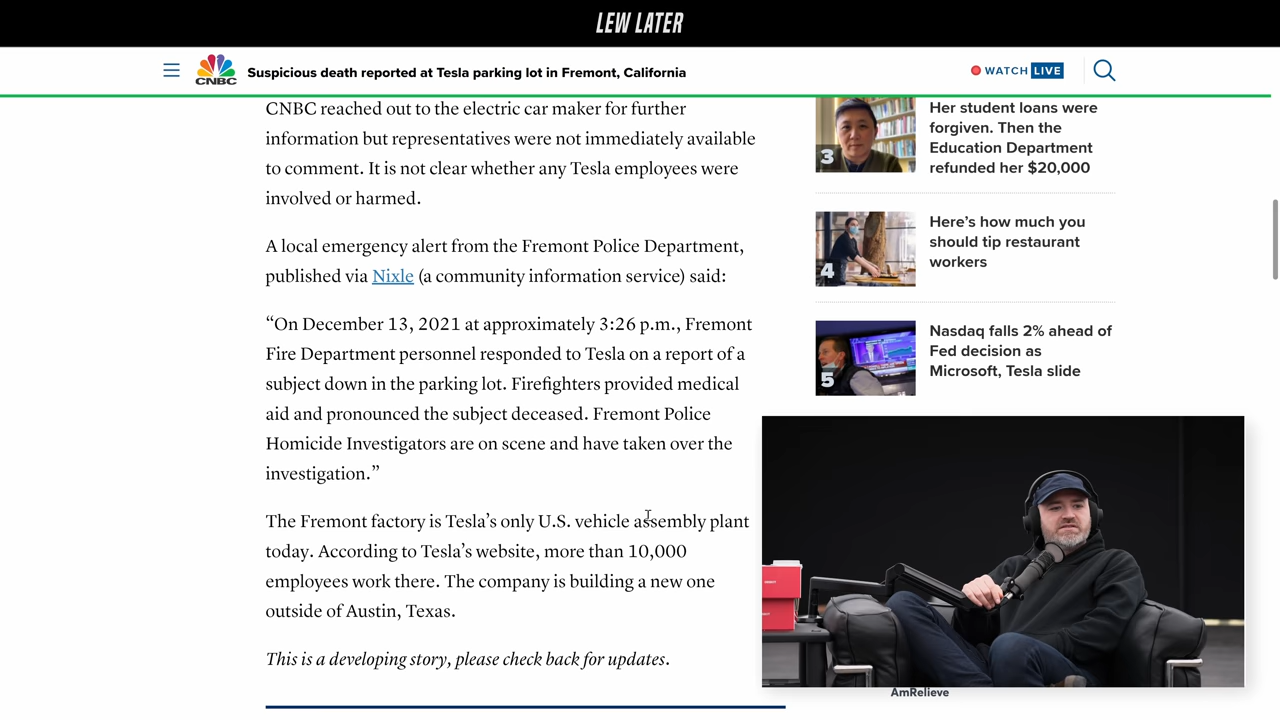 LEW LATER
CNBC
Suspicious death reported at Tesla parking lot in Fremont, California
WATCH LIVE
CNBC reached out to the electric car maker for further
information but representatives were not immediately available
to comment. It is not clear whether any Tesla employees were
involved or harmed.
A local emergency alert from the Fremont Police Department,
published via Nixle (a community information service) said:
“On December 13, 2021 at approximately 3:26 p.m., Fremont
Fire Department personnel responded to Tesla on a report of a
subject down in the parking lot. Firefighters provided medical
aid and pronounced the subject deceased. Fremont Police
Homicide Investigators are on scene and have taken over the
investigation.”
The Fremont factory is Tesla’s only U.S. vehicle assembly plant
today. According to Tesla’s website, more than 10,000
employees work there. The company is building a new one
outside of Austin, Texas.
This is a developing story, please check back for updates.
3
Her student loans were
forgiven. Then the
Education Department
refunded her $20,000
4
Here’s how much you
should tip restaurant
workers
5
Nasdaq falls 2% ahead of
Fed decision as
Microsoft, Tesla slide
AmRelieve